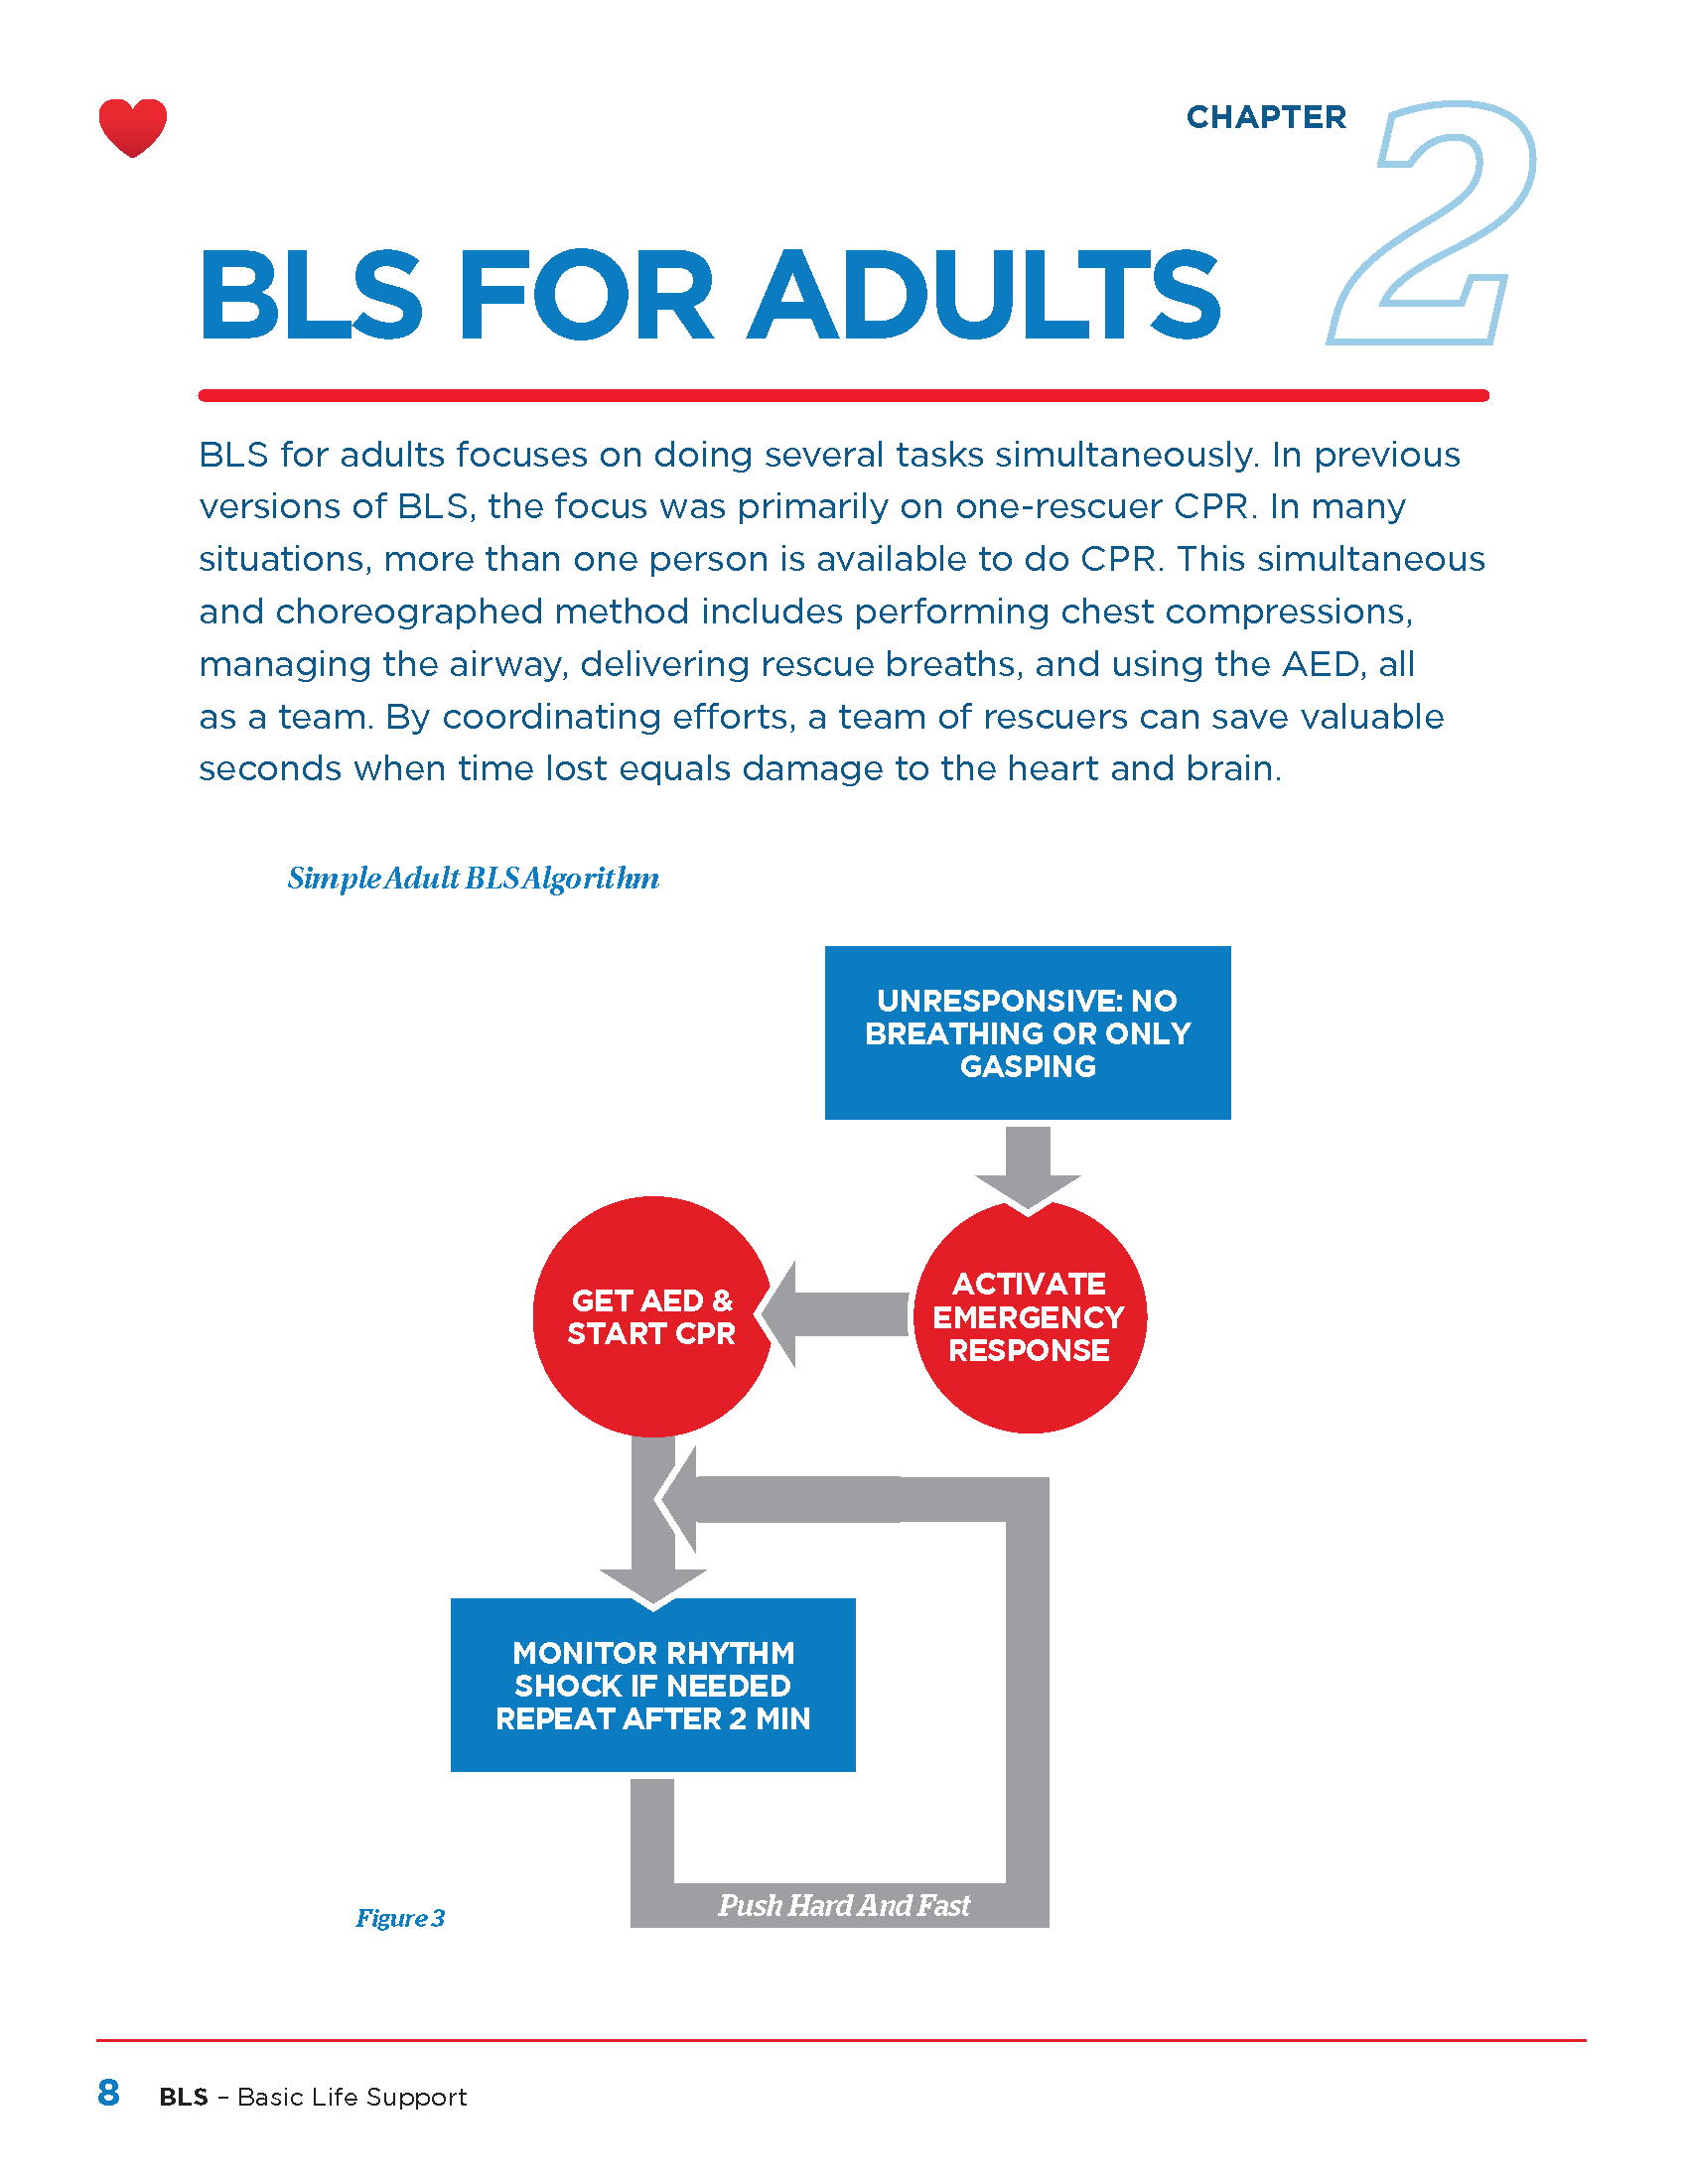 CHAPTER 2
BLS FOR ADULTS
BLS for adults focuses on doing several tasks simultaneously. In previous
versions of BLS, the focus was primarily on one-rescuer CPR. In many
situations, more than one person is available to do CPR. This simultaneous
and choreographed method includes performing chest compressions,
managing the airway, delivering rescue breaths, and using the AED, all
as a team. By coordinating efforts, a team of rescuers can save valuable
seconds when time lost equals damage to the heart and brain.
Simple Adult BLS Algorithm
UNRESPONSIVE: NO
BREATHING OR ONLY
GASPING
ACTIVATE
EMERGENCY
RESPONSE
GET AED &
START CPR
MONITOR RHYTHM
SHOCK IF NEEDED
REPEAT AFTER 2 MIN
Push Hard And Fast
Figure 3
8 BLS – Basic Life Support